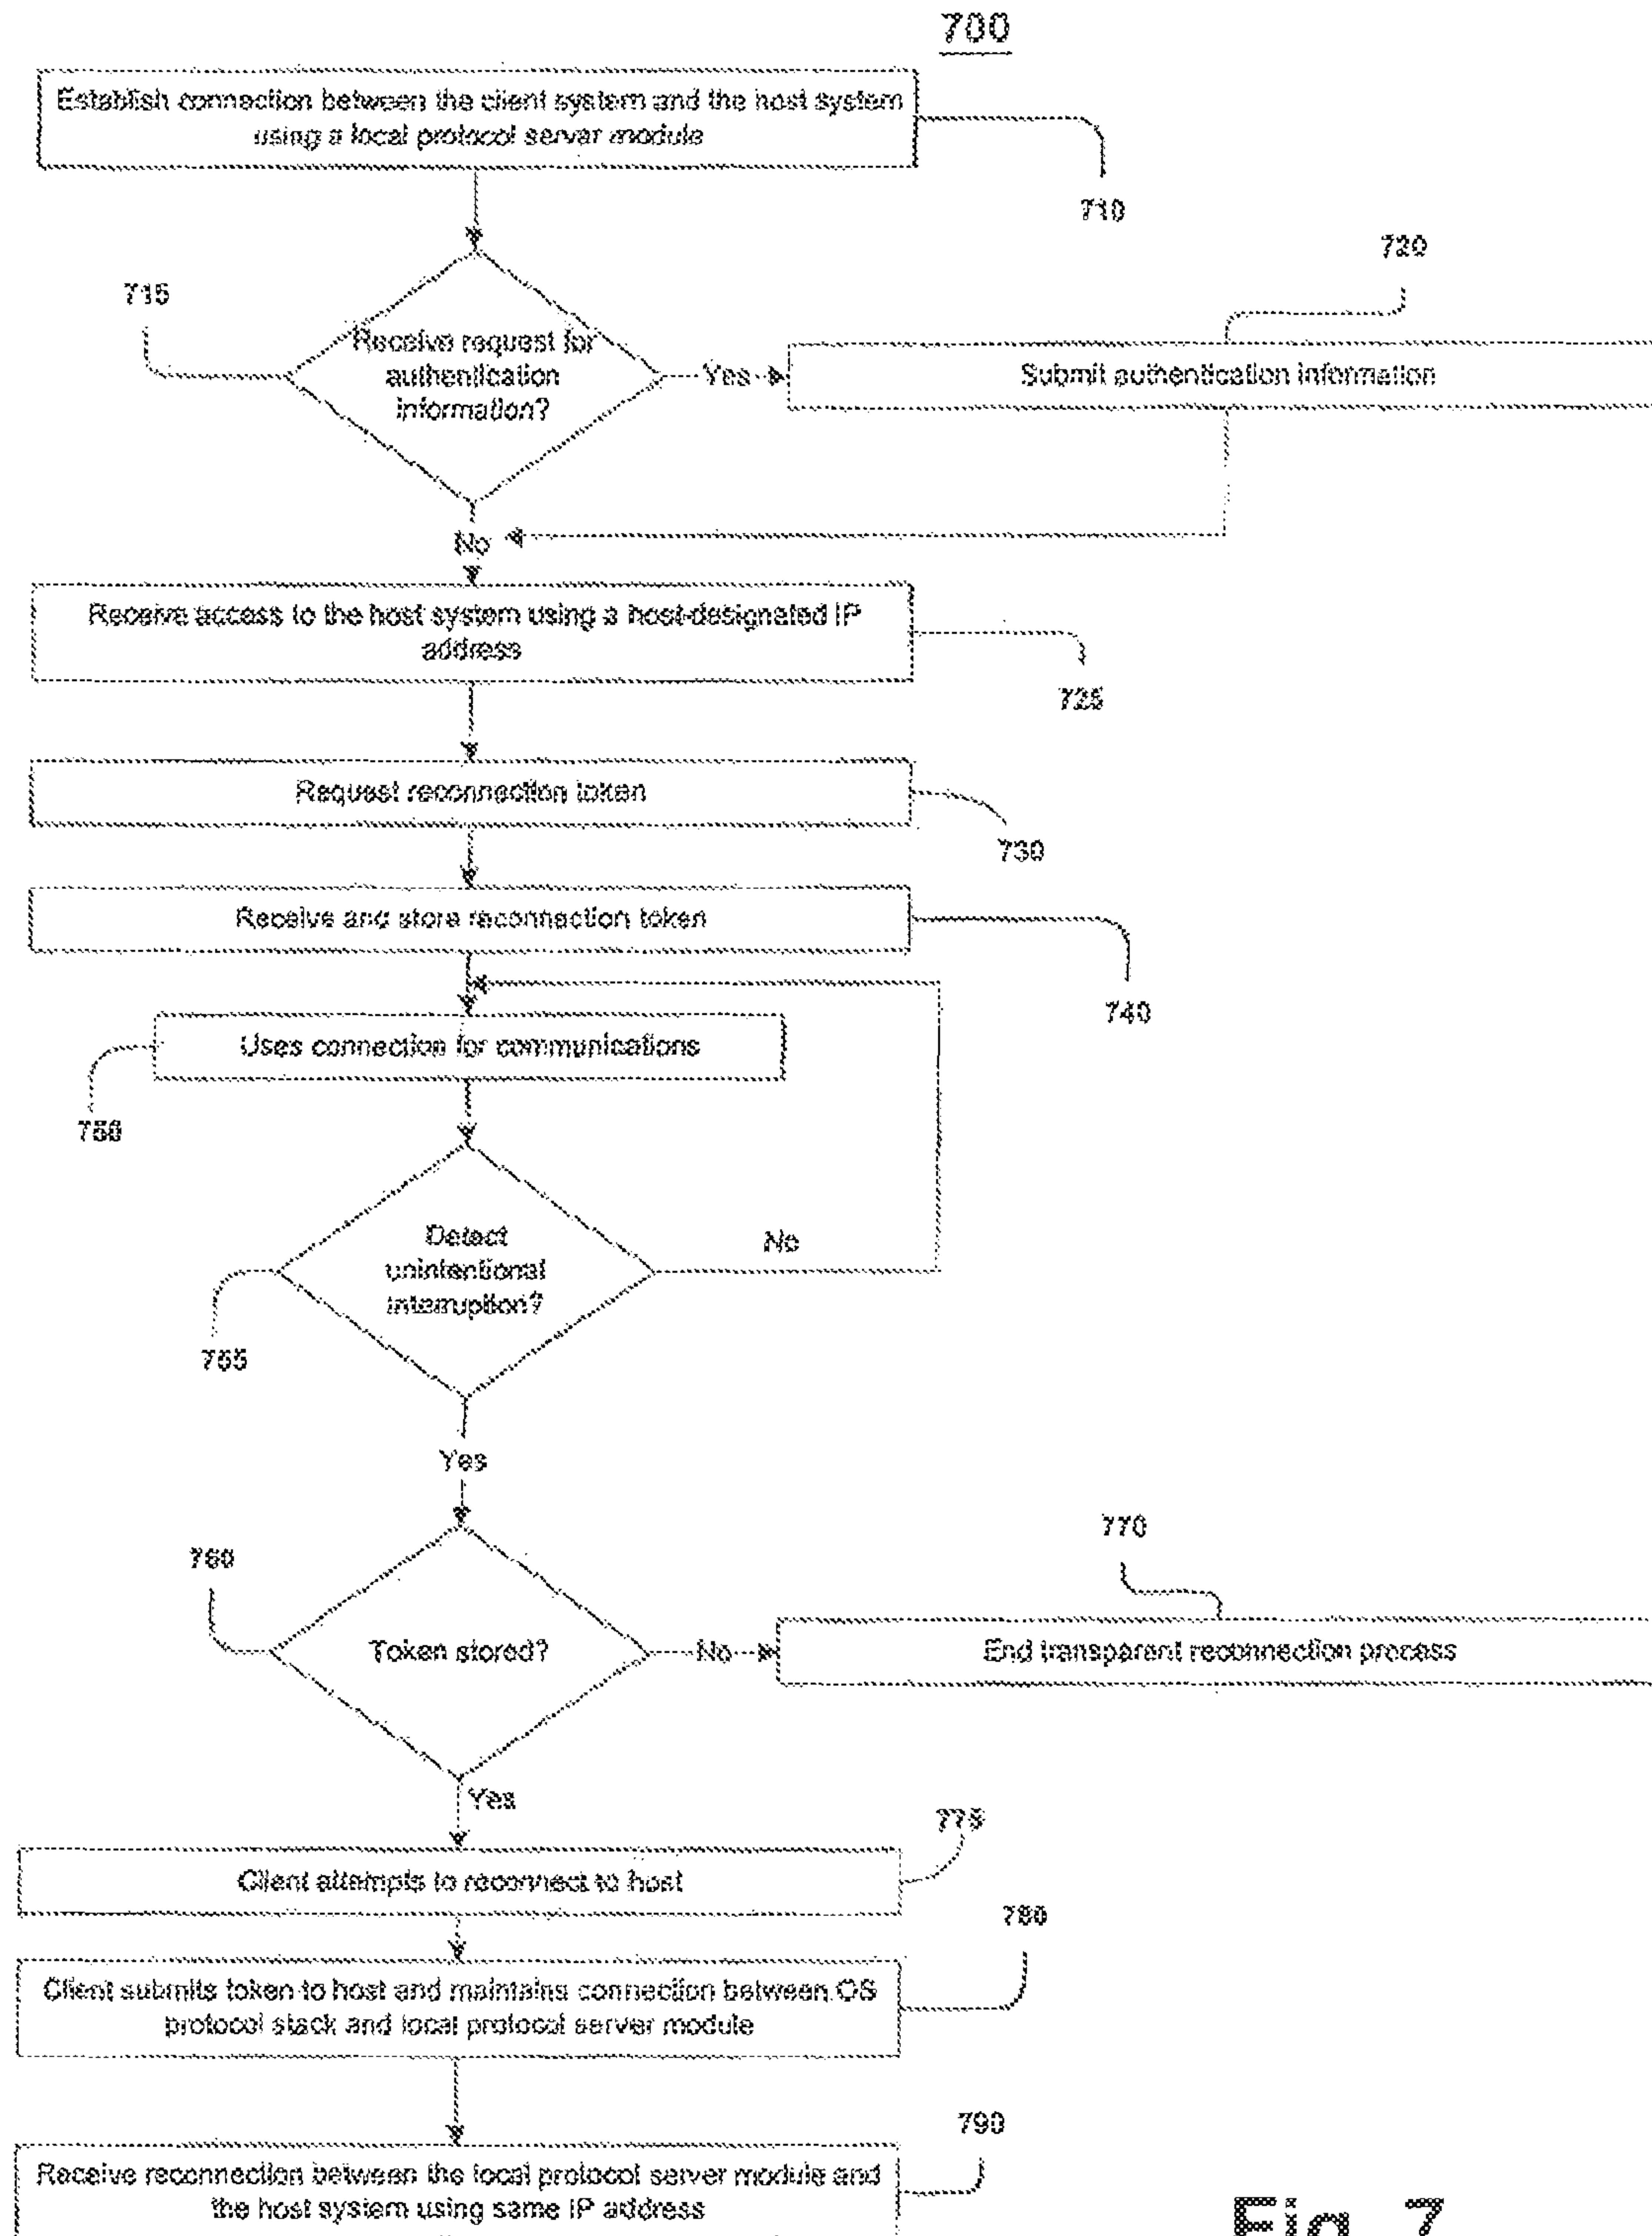 700
Establish connection between the client system and the host system
using a local protocol server module
710
720
715
Receive request for
authentication
information?
Yes
Submit authentication information
No
Receive access to the host system using a host-designated IP
address
725
Request reconnection token
730
Receive and store reconnection token
740
Uses connection for communications
750
Detect
unintentional
interruption?
No
755
Yes
770
760
Token stored?
No
End transparent reconnection process
Yes
775
Client attempts to reconnect to host
780
Client submits token to host and maintains connection between OS
protocol stack and local protocol server module
790
Receive reconnection between the local protocol server module and
the host system using same IP address
Fig. 7